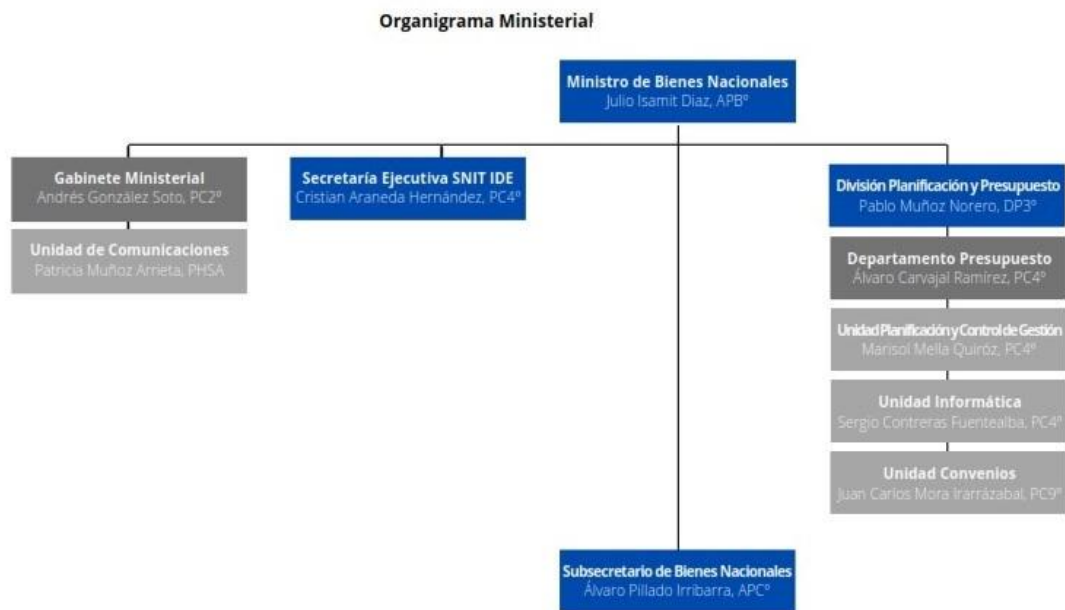 Organigrama Ministerial
Ministro de Bienes Nacionales
Julio Isamit Díaz, APBº
Gabinete Ministerial
Andrés González Soto, PC2º
Unidad de Comunicaciones
Patricia Muñoz Arrieta, PHSA
Secretaría Ejecutiva SNIT IDE
Cristian Araneda Hernández, PC4º
División Planificación y Presupuesto
Pablo Muñoz Norero, DP3º
Departamento Presupuesto
Álvaro Carvajal Ramírez, PC4º
Unidad Planificación y Control de Gestión
Marisol Mella Quiróz, PC4º
Unidad Informática
Sergio Contreras Fuentealba, PC4º
Unidad Convenios
Juan Carlos Mora Irarrázabal, PC9º
Subsecretario de Bienes Nacionales
Álvaro Pillado Irribarra, APCº